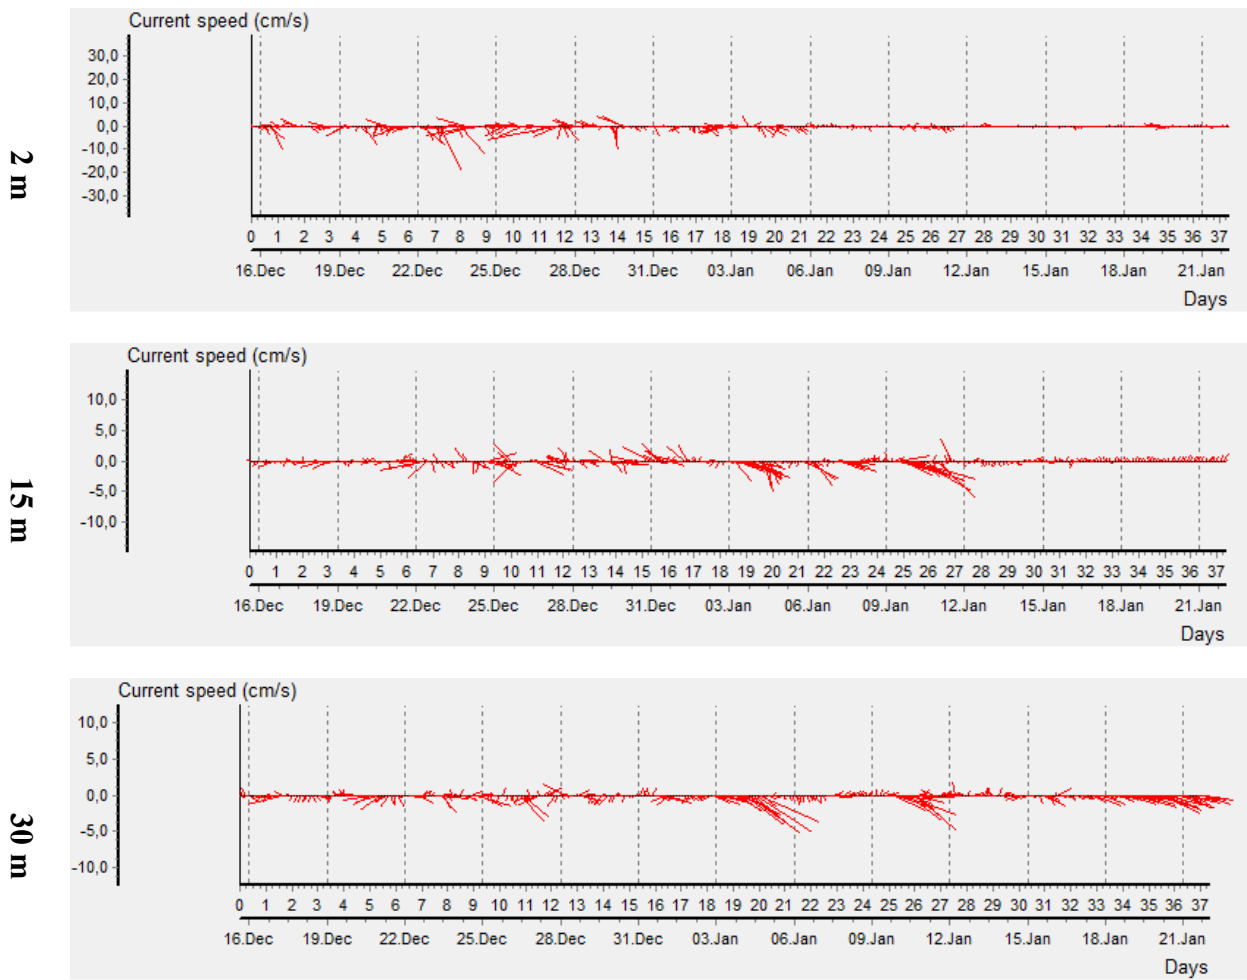 Current speed (cm/s)
30,0
20,0
10,0
0,0
-10,0
-20,0
-30,0
2 m
0 1 2 3 4 5 6 7 8 9 10 11 12 13 14 15 16 17 18 19 20 21 22 23 24 25 26 27 28 29 30 31 32 33 34 35 36 37
16.Dec 19.Dec 22.Dec 25.Dec 28.Dec 31.Dec 03.Jan 06.Jan 09.Jan 12.Jan 15.Jan 18.Jan 21.Jan
Days
Current speed (cm/s)
10,0
5,0
0,0
-5,0
-10,0
15 m
0 1 2 3 4 5 6 7 8 9 10 11 12 13 14 15 16 17 18 19 20 21 22 23 24 25 26 27 28 29 30 31 32 33 34 35 36 37
16.Dec 19.Dec 22.Dec 25.Dec 28.Dec 31.Dec 03.Jan 06.Jan 09.Jan 12.Jan 15.Jan 18.Jan 21.Jan
Days
Current speed (cm/s)
10,0
5,0
0,0
-5,0
-10,0
30 m
0 1 2 3 4 5 6 7 8 9 10 11 12 13 14 15 16 17 18 19 20 21 22 23 24 25 26 27 28 29 30 31 32 33 34 35 36 37
16.Dec 19.Dec 22.Dec 25.Dec 28.Dec 31.Dec 03.Jan 06.Jan 09.Jan 12.Jan 15.Jan 18.Jan 21.Jan
Days